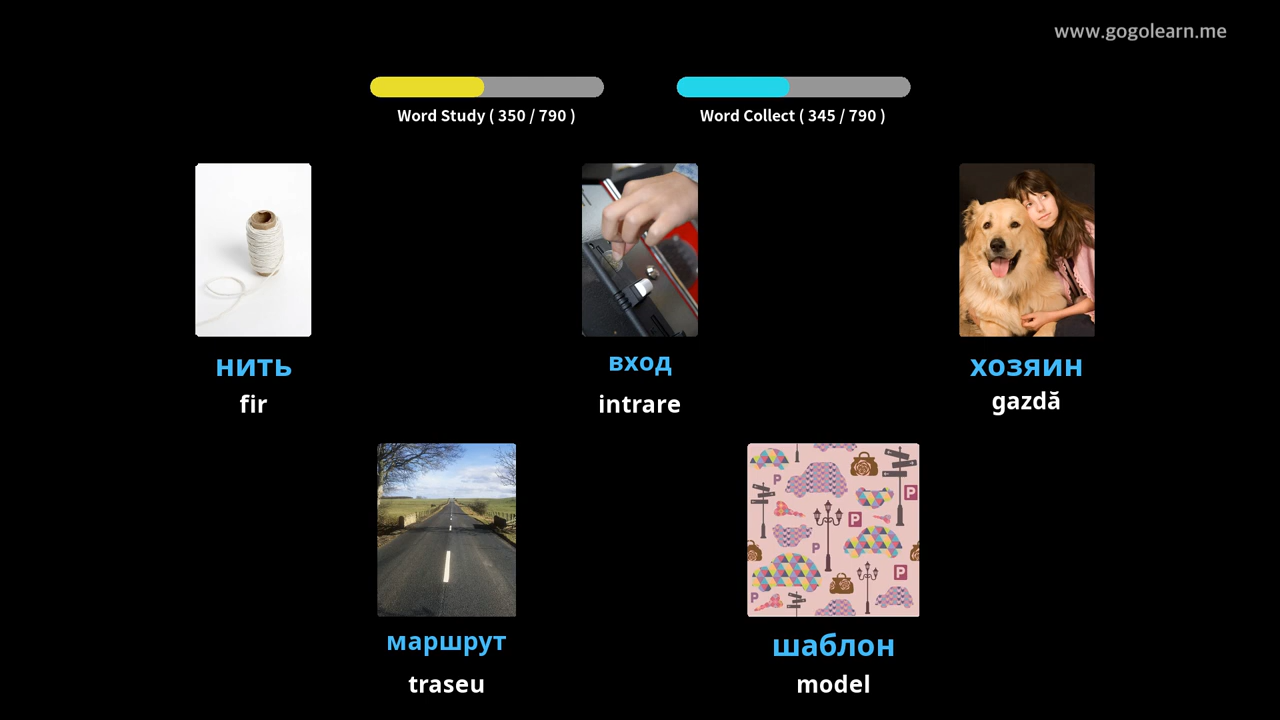 www.gogolearn.me
Word Study ( 350 / 790 )
Word Collect ( 345 / 790 )
нить
fir
вход
intrare
хозяин
gazdă
маршрут
traseu
шаблон
model
P
P
P
P
P
P